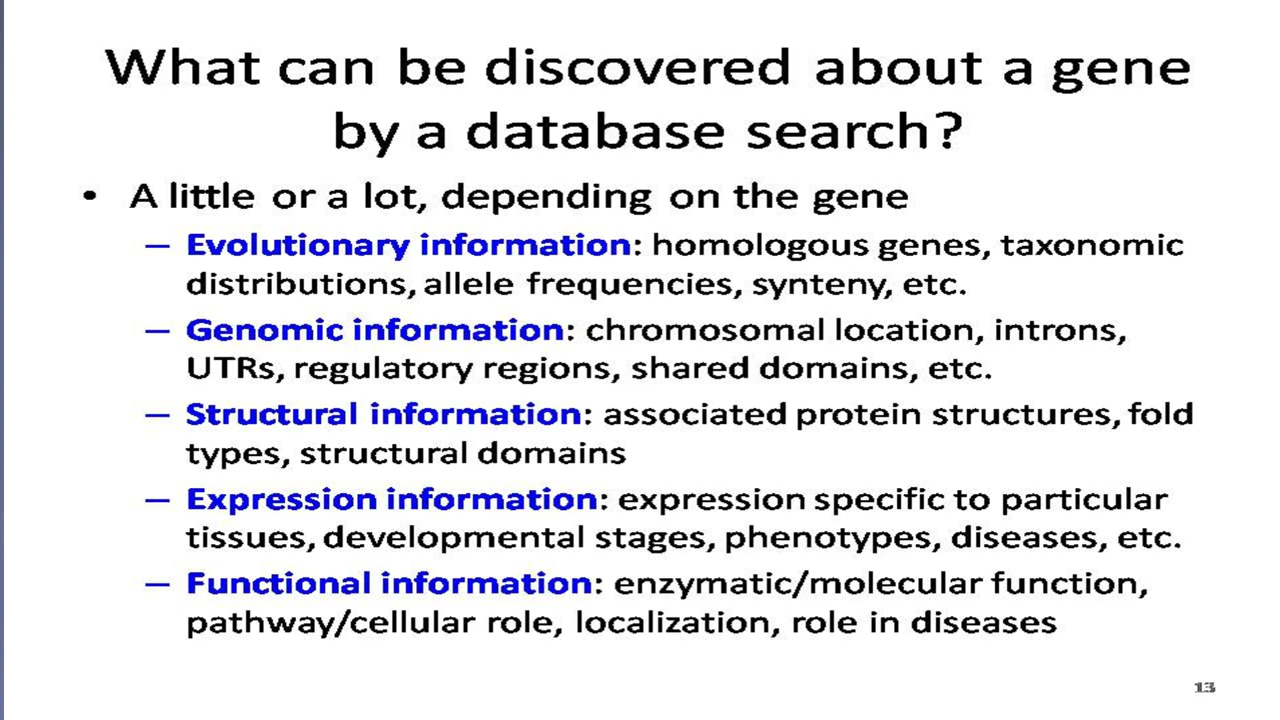 What can be discovered about a gene
by a database search?
• A little or a lot, depending on the gene
– Evolutionary information: homologous genes, taxonomic
distributions, allele frequencies, synteny, etc.
– Genomic information: chromosomal location, introns,
UTRs, regulatory regions, shared domains, etc.
– Structural information: associated protein structures, fold
types, structural domains
– Expression information: expression specific to particular
tissues, developmental stages, phenotypes, diseases, etc.
– Functional information: enzymatic/molecular function,
pathway/cellular role, localization, role in diseases
13